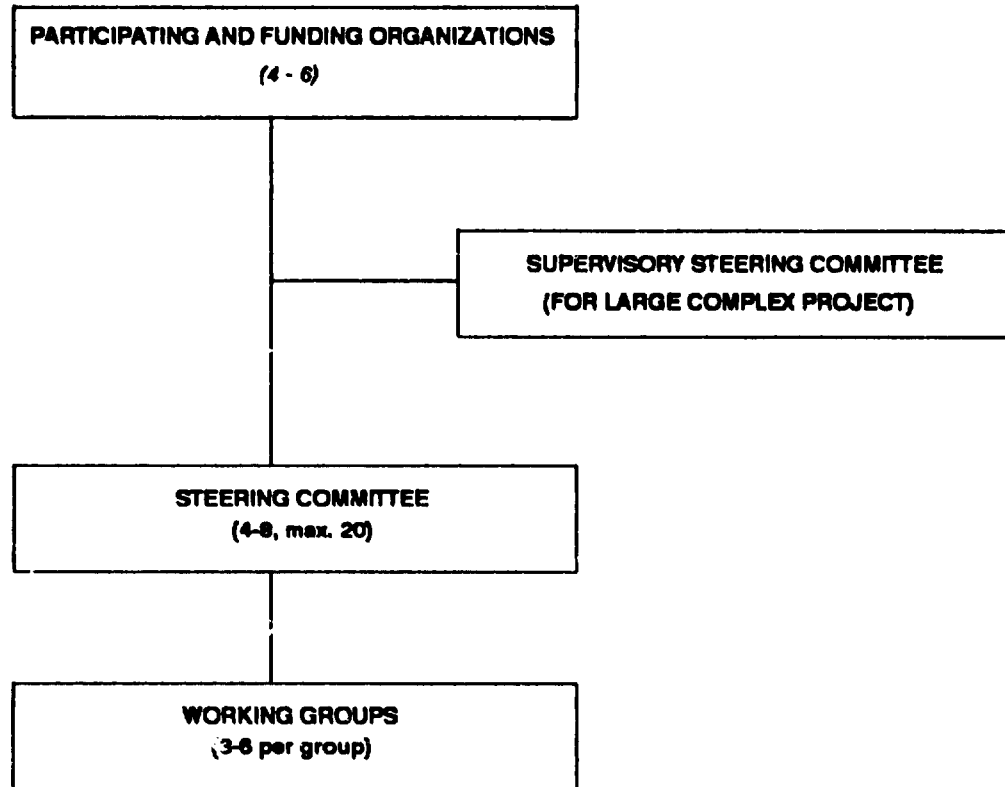 PARTICIPATING AND FUNDING ORGANIZATIONS
(4 - 6)
SUPERVISORY STEERING COMMITTEE
(FOR LARGE COMPLEX PROJECT)
STEERING COMMITTEE
(4-8, max. 20)
WORKING GROUPS
(3-6 per group)